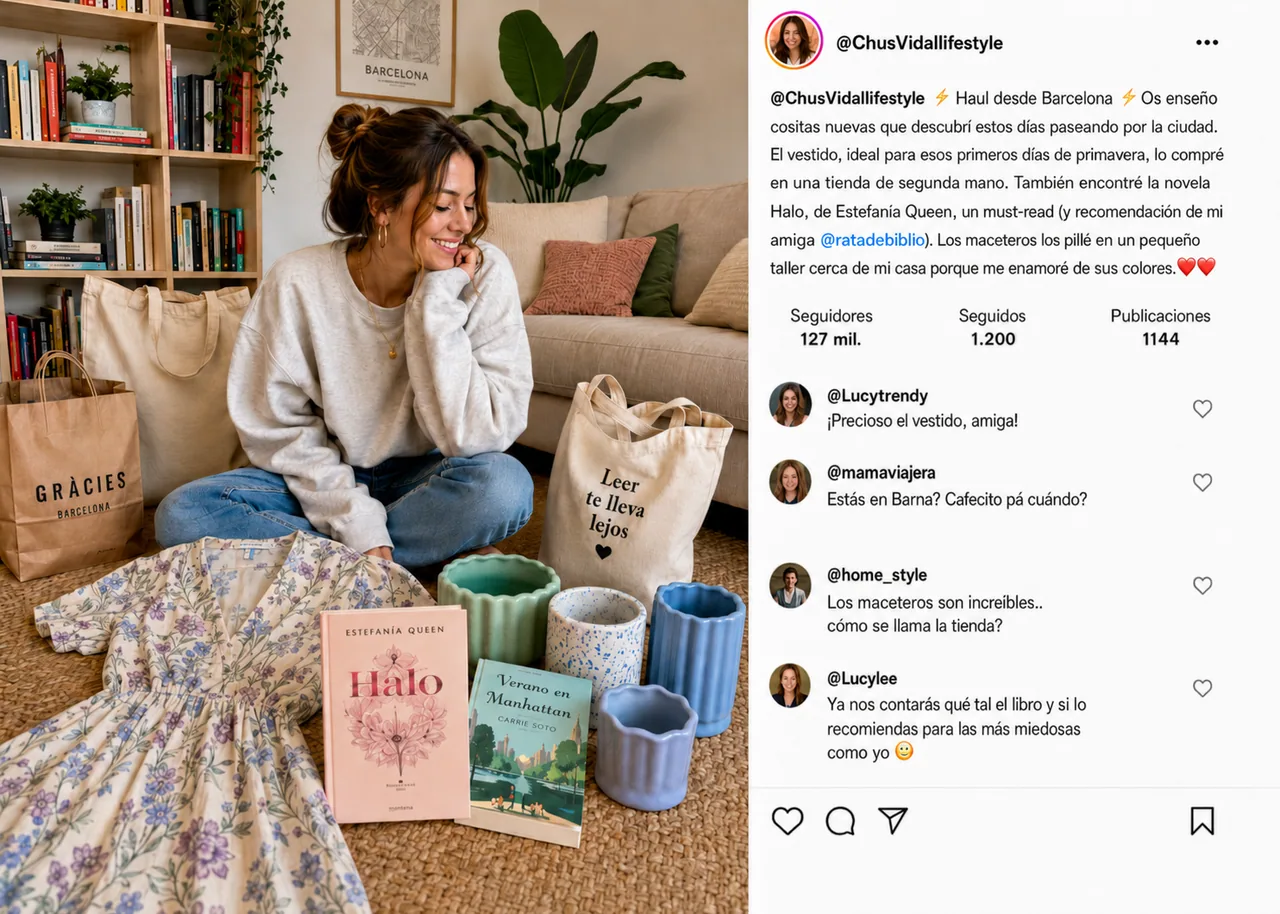 BARCELONA
GRÀCIES
BARCELONA
Leer
te lleva
lejos
ESTEFANÍA QUEEN
Halo
Verano en
Manhattan
CARRIE SOTO
@ChusVidallifestyle
@ChusVidallifestyle ⚡ Haul desde Barcelona ⚡ Os enseño
cositas nuevas que descubrí estos días paseando por la ciudad.
El vestido, ideal para esos primeros días de primavera, lo compré
en una tienda de segunda mano. También encontré la novela
Halo, de Estefanía Queen, un must-read (y recomendación de mi
amiga @ratadebiblio). Los maceteros los pillé en un pequeño
taller cerca de mi casa porque me enamoré de sus colores.❤️❤️
Seguidores Seguidos Publicaciones
127 mil. 1.200 1144
@Lucytrendy
¡Precioso el vestido, amiga!
@mamaviajera
Estás en Barna? Cafecito pá cuándo?
@home_style
Los maceteros son increíbles..
cómo se llama la tienda?
@Lucylee
Ya nos contarás qué tal el libro y si lo
recomiendas para las más miedosas
como yo 🙂